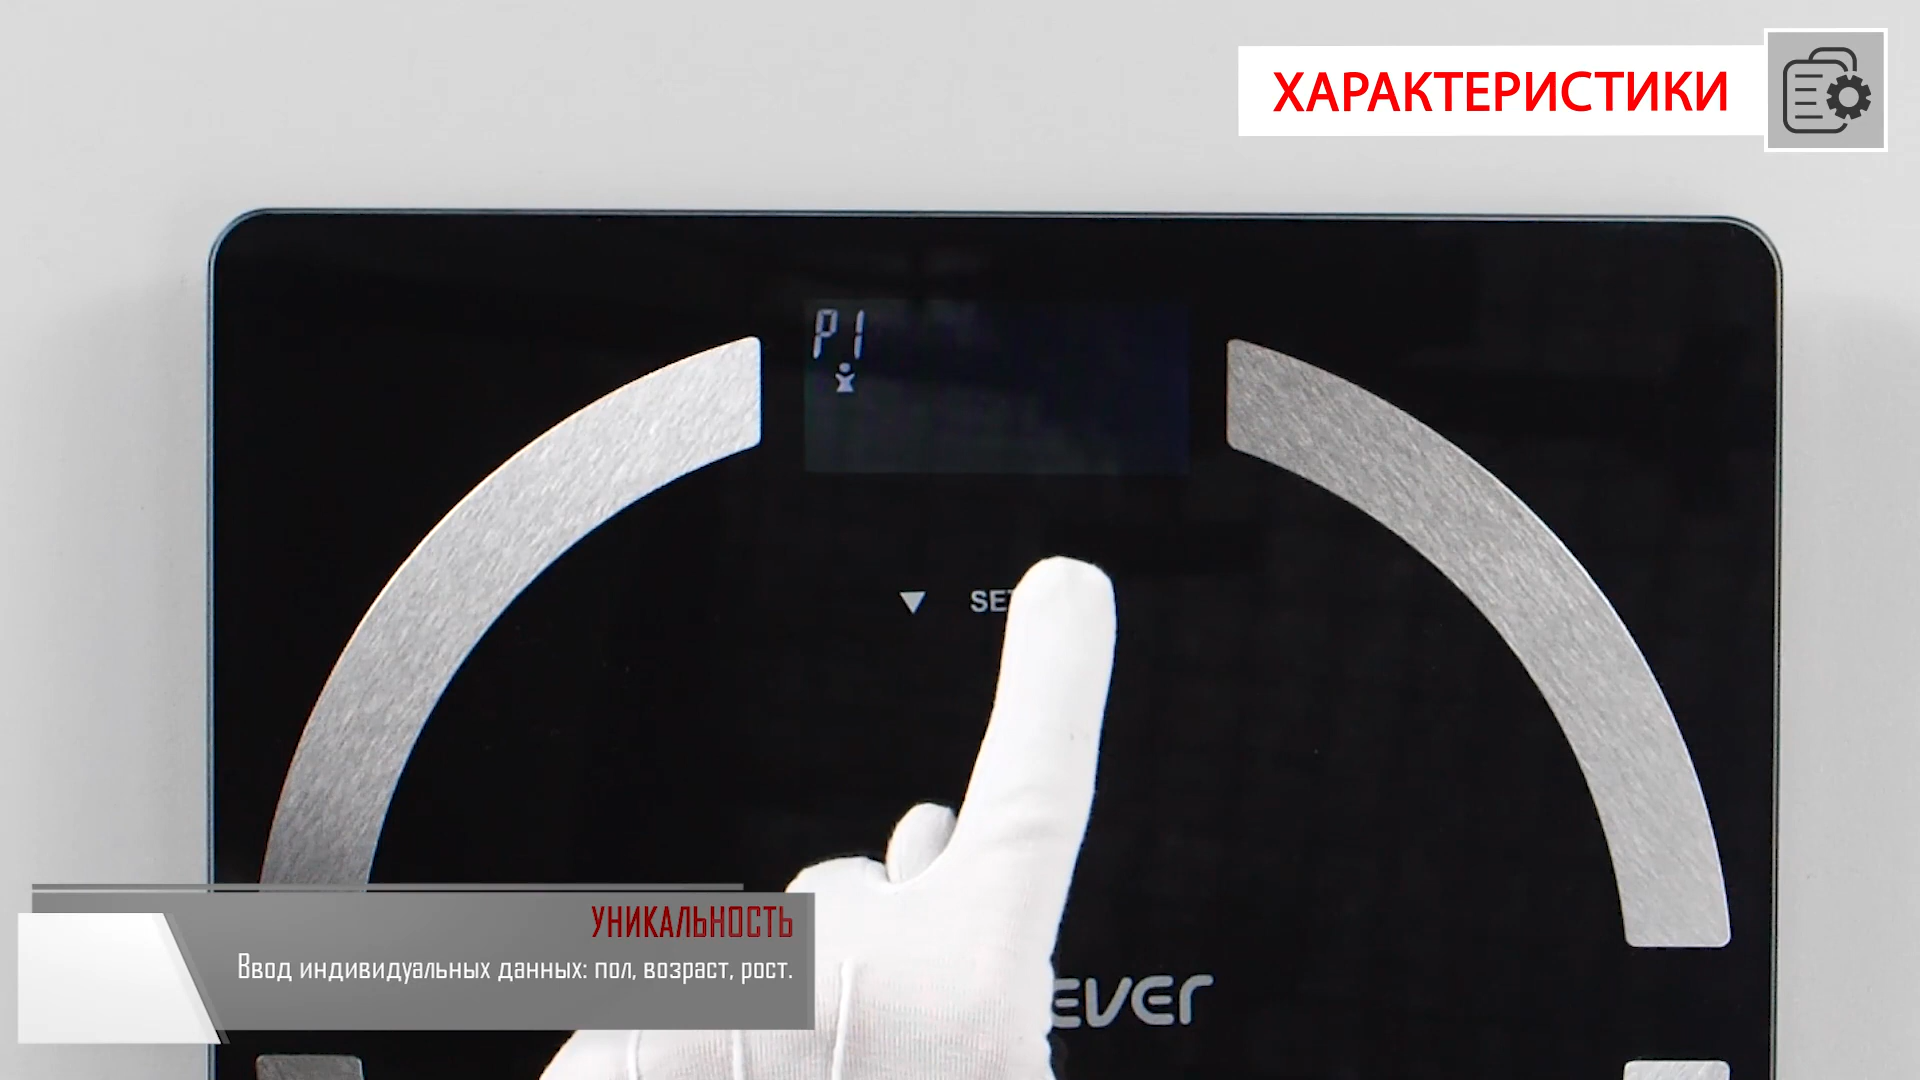 ХАРАКТЕРИСТИКИ
P1
SET
УНИКАЛЬНОСТЬ
Ввод индивидуальных данных: пол, возраст, рост.
ever